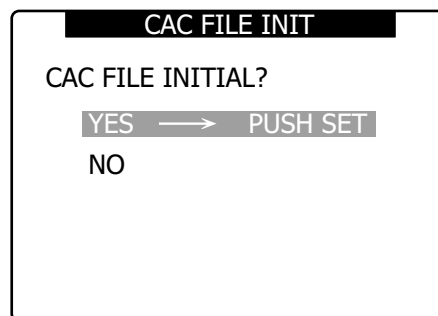 CAC FILE INIT
CAC FILE INITIAL?
YES → PUSH SET
NO